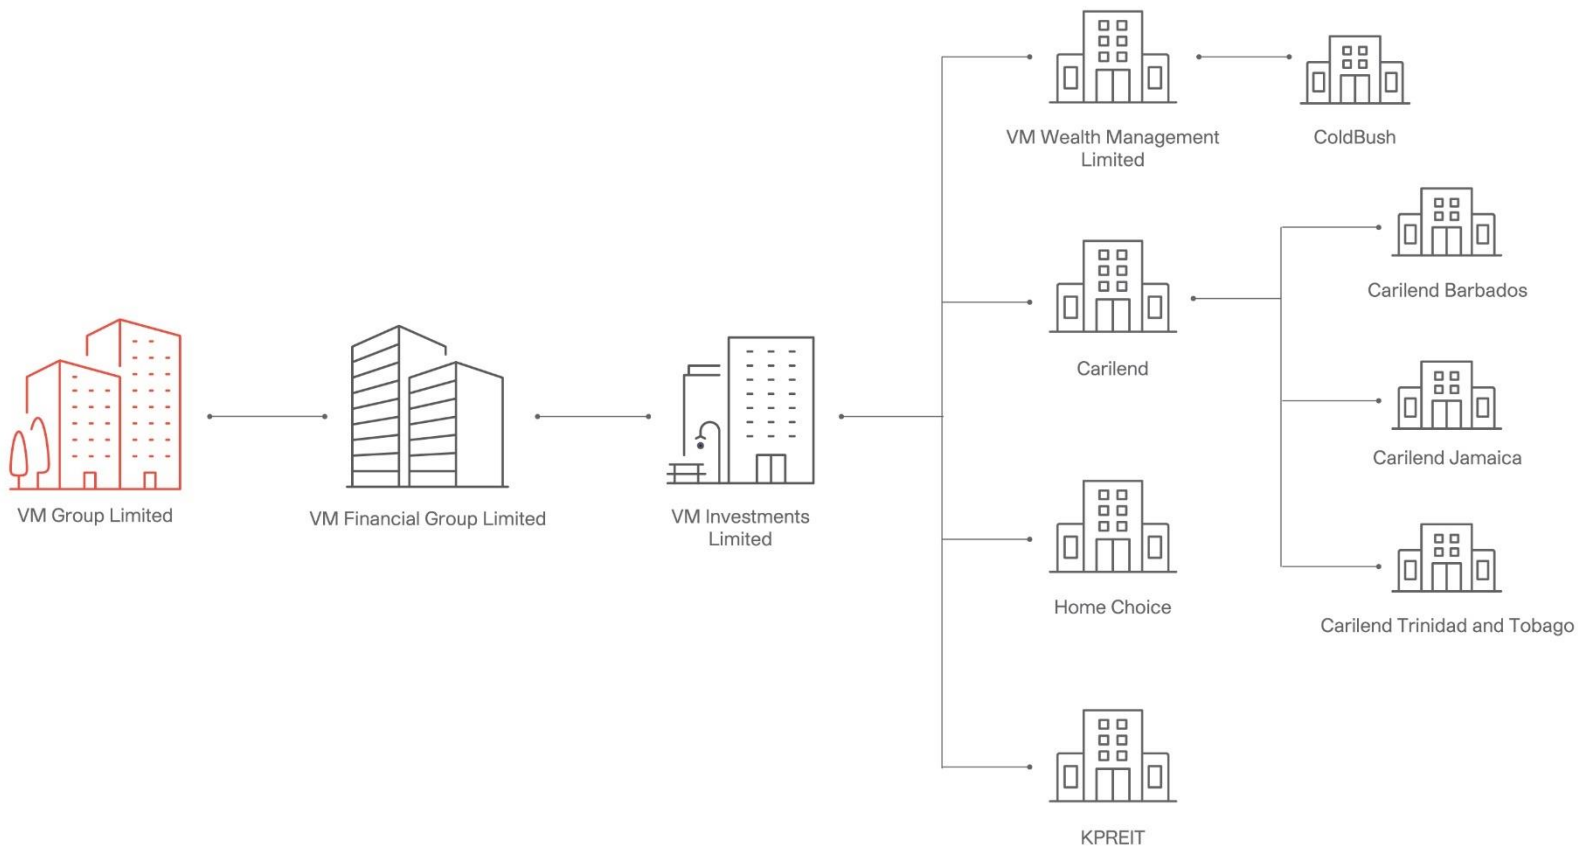 VM Group Limited
VM Financial Group Limited
VM Investments
Limited
VM Wealth Management
Limited
ColdBush
Carilend
Carilend Barbados
Carilend Jamaica
Carilend Trinidad and Tobago
Home Choice
KPREIT